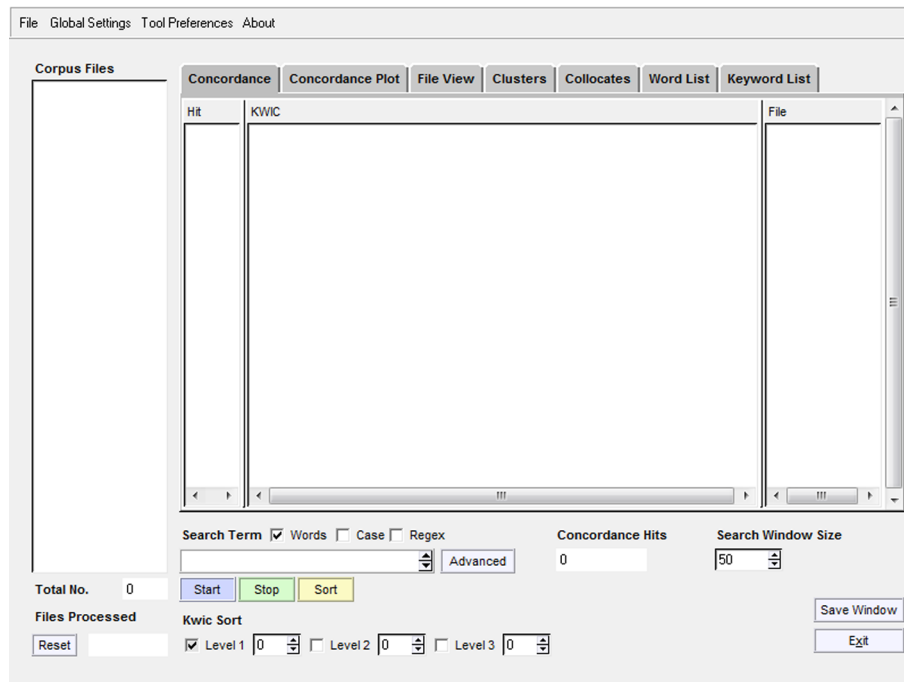 File Global Settings Tool Preferences About
Corpus Files
Concordance Concordance Plot File View Clusters Collocates Word List Keyword List
Hit KWIC File
Search Term Words Case Regex Concordance Hits Search Window Size
Advanced 0 50
Total No. 0 Start Stop Sort
Files Processed Kwic Sort Save Window
Reset Level 1 0 Level 2 0 Level 3 0 Exit